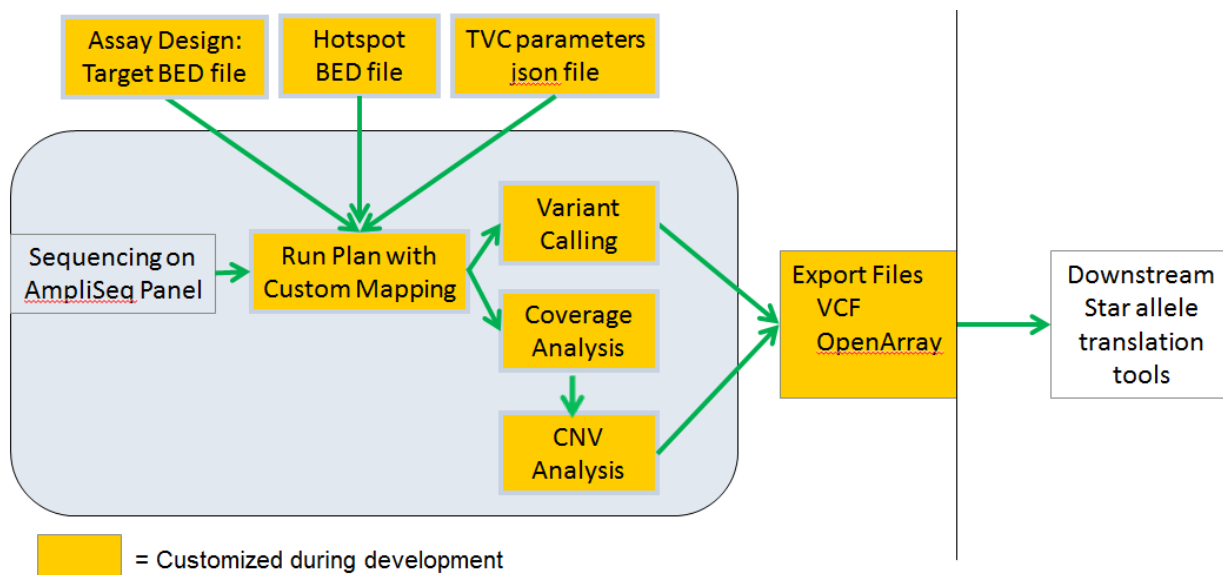 Assay Design:
Target BED file
Hotspot
BED file
TVC parameters
json file
Sequencing on
AmpliSeq Panel
Run Plan with
Custom Mapping
Variant
Calling
Coverage
Analysis
CNV
Analysis
Export Files
VCF
OpenArray
Downstream
Star allele
translation
tools
= Customized during development